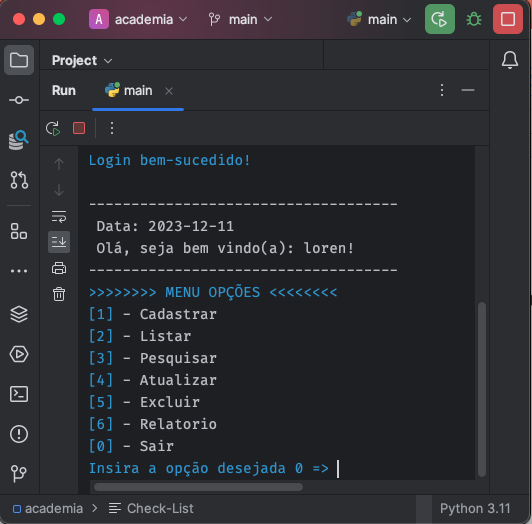 A academia main main
Project
Run main
Login bem-sucedido!
------------------------------------
Data: 2023-12-11
Olá, seja bem vindo(a): loren!
------------------------------------
>>>>>>>> MENU OPÇÕES <<<<<<<<
[1] - Cadastrar
[2] - Listar
[3] - Pesquisar
[4] - Atualizar
[5] - Excluir
[6] - Relatorio
[0] - Sair
Insira a opção desejada 0 =>
academia > Check-List Python 3.11